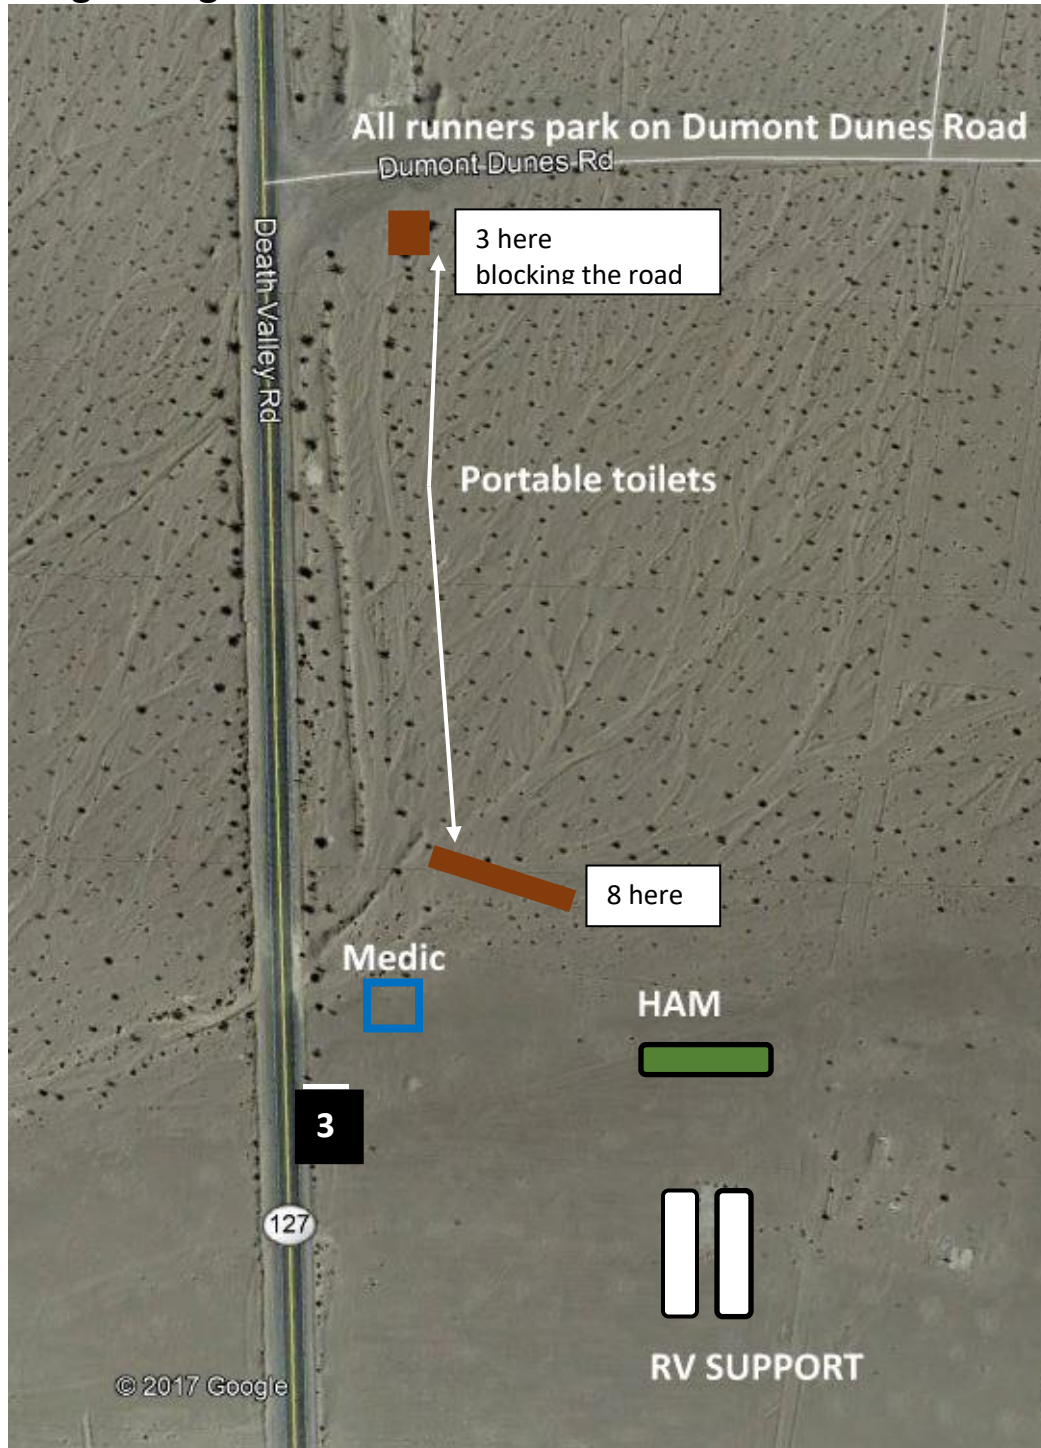 All runners park on Dumont Dunes Road
Dumont Dunes Rd
3 here
blocking the road
Death Valley Rd
Portable toilets
8 here
Medic
HAM
3
127
RV SUPPORT
© 2017 Google